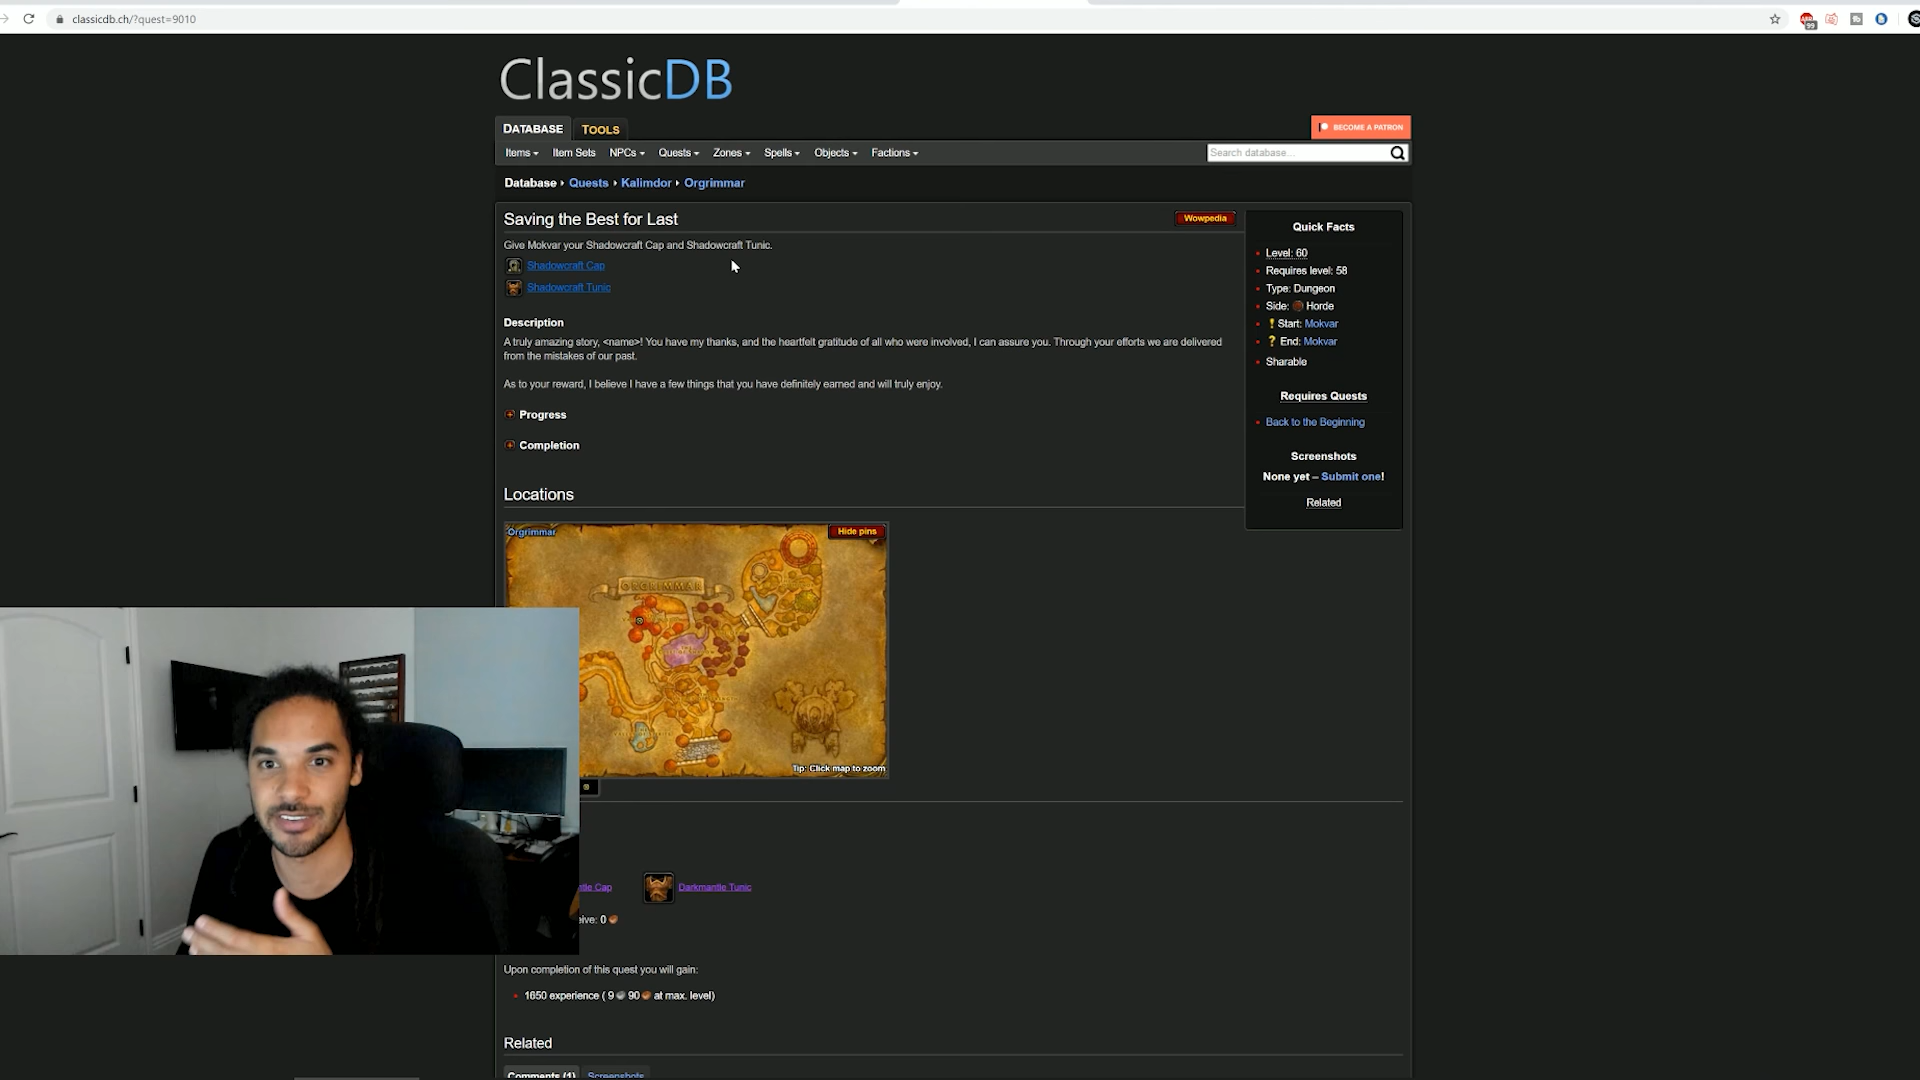 classicdb.ch/?quest=9010
99
ClassicDB
DATABASE TOOLS
BECOME A PATRON
Items Item Sets NPCs Quests Zones Spells Objects Factions
Search database...
Database Quests Kalimdor Orgrimmar
Saving the Best for Last
Wowpedia
Give Mokvar your Shadowcraft Cap and Shadowcraft Tunic.
Shadowcraft Cap
Shadowcraft Tunic
Description
A truly amazing story, <name>! You have my thanks, and the heartfelt gratitude of all who were involved, I can assure you. Through your efforts we are delivered
from the mistakes of our past.
As to your reward, I believe I have a few things that you have definitely earned and will truly enjoy.
Progress
Completion
Quick Facts
Level: 60
Requires level: 58
Type: Dungeon
Side: Horde
! Start: Mokvar
? End: Mokvar
Sharable
Requires Quests
Back to the Beginning
Screenshots
None yet – Submit one!
Related
Locations
Orgrimmar
Hide pins
ORGRIMMAR
Tip: Click map to zoom
tle Cap
Darkmantle Tunic
eive: 0
Upon completion of this quest you will gain:
1650 experience ( 9 90 at max. level)
Related
Comments (1) Screenshots